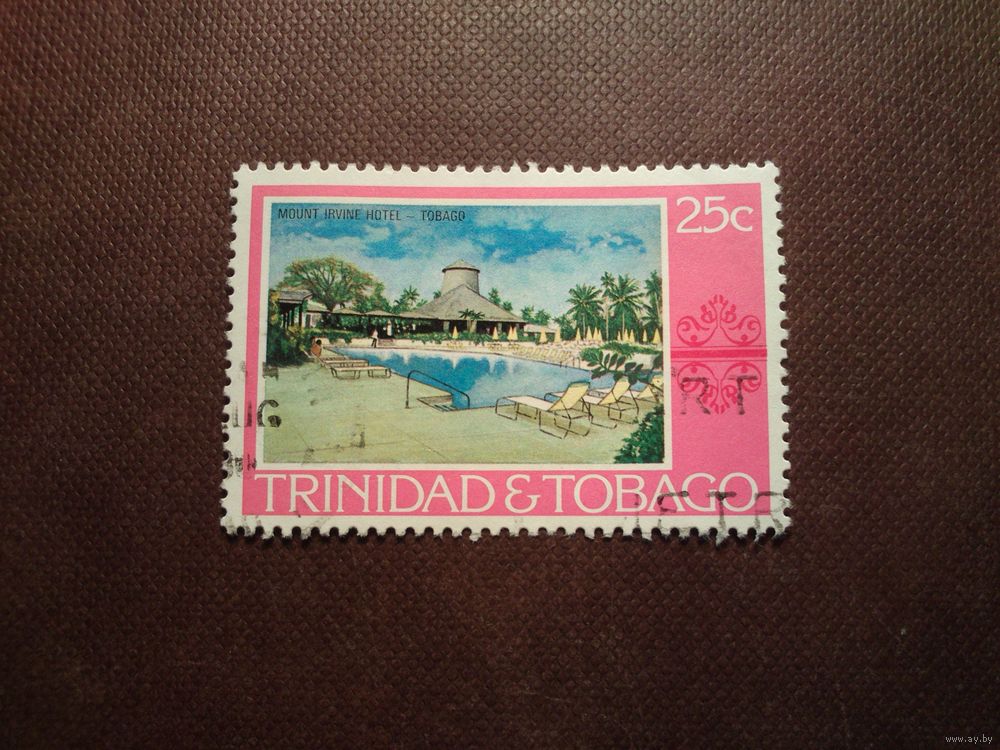 MOUNT IRVINE HOTEL – TOBAGO
25c
TRINIDAD & TOBAGO
www.ay.by